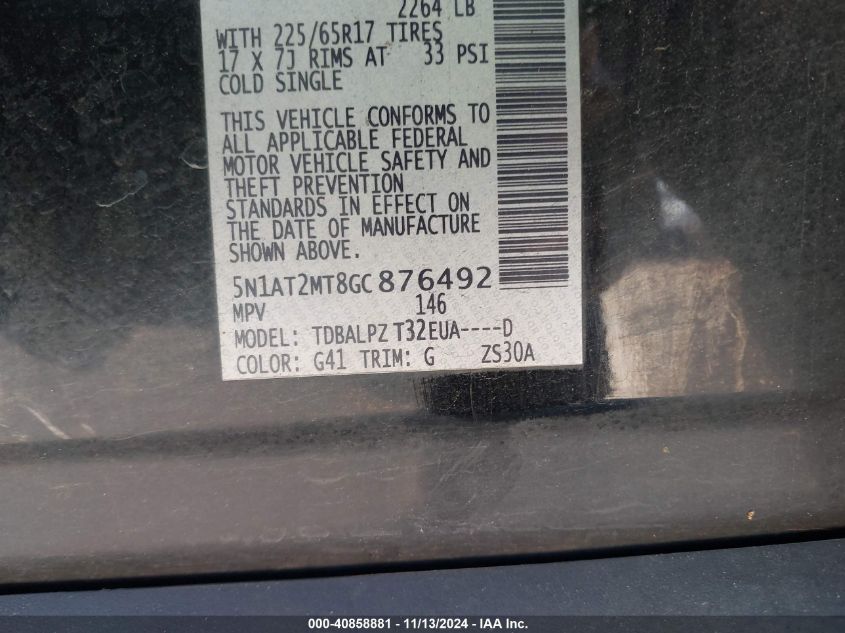 2264 LB
WITH 225/65R17 TIRES
17 X 7J RIMS AT 33 PSI
COLD SINGLE
THIS VEHICLE CONFORMS TO
ALL APPLICABLE FEDERAL
MOTOR VEHICLE SAFETY AND
THEFT PREVENTION
STANDARDS IN EFFECT ON
THE DATE OF MANUFACTURE
SHOWN ABOVE.
5N1AT2MT8GC876492
MPV 146
MODEL: TDBALPZ T32EUA----D
COLOR: G41 TRIM: G ZS30A
000-40858881 - 11/13/2024 - IAA Inc.